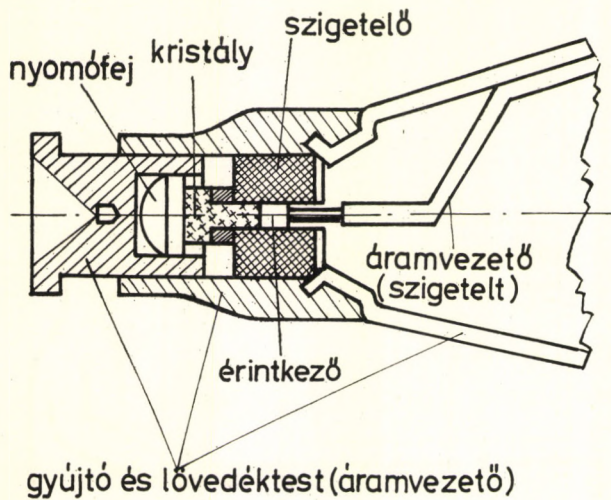 szigetelő
kristály
nyomófej
áramvezető
(szigetelt)
érintkező
gyújtó és lövedéktest (áramvezető)